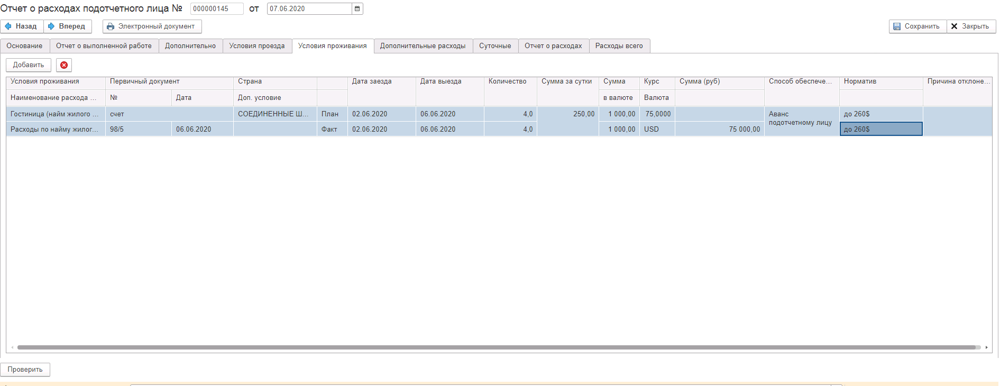 Отчет о расходах подотчетного лица № 000000145 от 07.06.2020
Назад Вперед Электронный документ Сохранить Закрыть
Основание Отчет о выполненной работе Дополнительно Условия проезда Условия проживания Дополнительные расходы Суточные Отчет о расходах Расходы всего
Добавить
Условия проживания Первичный документ Страна Дата заезда Дата выезда Количество Сумма за сутки Сумма Курс Сумма (руб) Способ обеспече... Норматив Причина отклоне...
Наименование расхода ... № Дата Доп. условие в валюте Валюта
Гостиница (найм жилого ... счет СОЕДИНЕННЫЕ Ш... План 02.06.2020 06.06.2020 4,0 250,00 1 000,00 75,0000 Аванс до 260$
подотчетному лицу
Расходы по найму жилог... 98/5 06.06.2020 Факт 02.06.2020 06.06.2020 4,0 1 000,00 USD 75 000,00 до 260$
Проверить